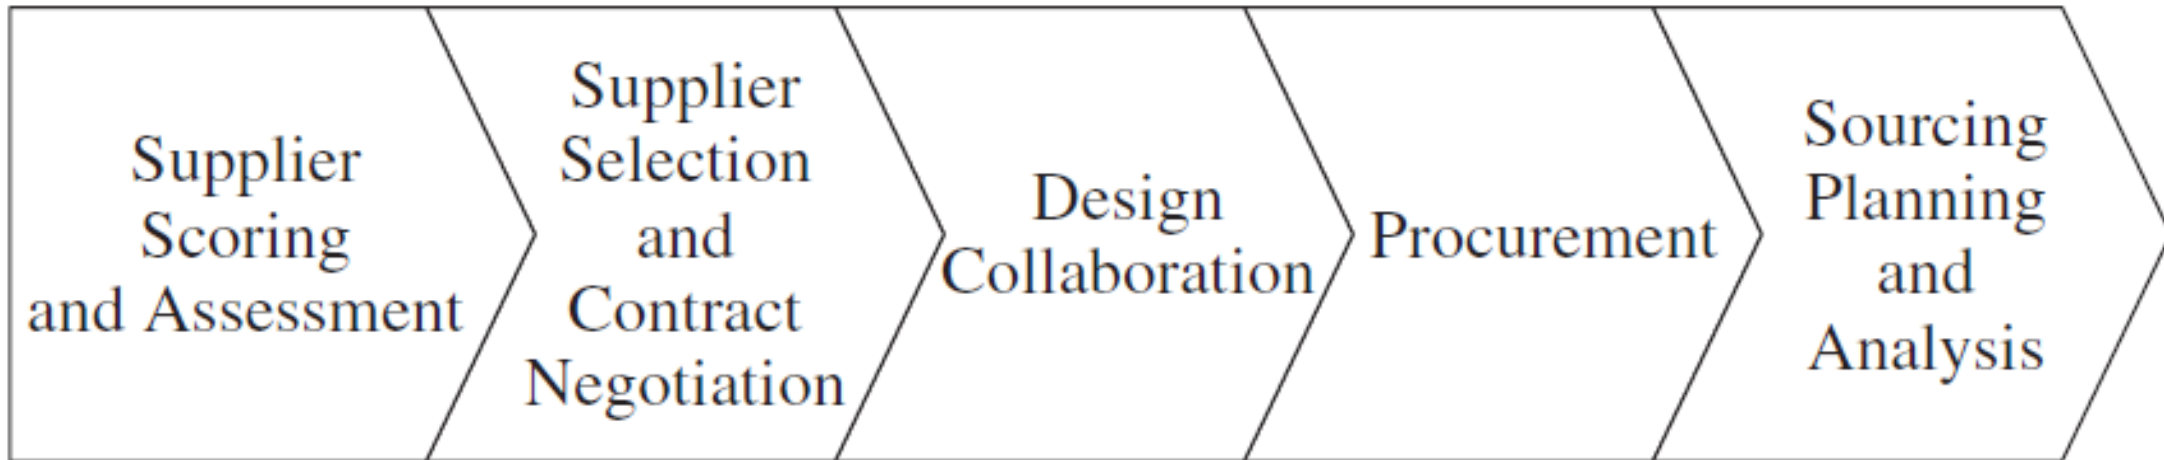 Supplier
Scoring
and Assessment
Supplier
Selection
and
Contract
Negotiation
Design
Collaboration
Procurement
Sourcing
Planning
and
Analysis